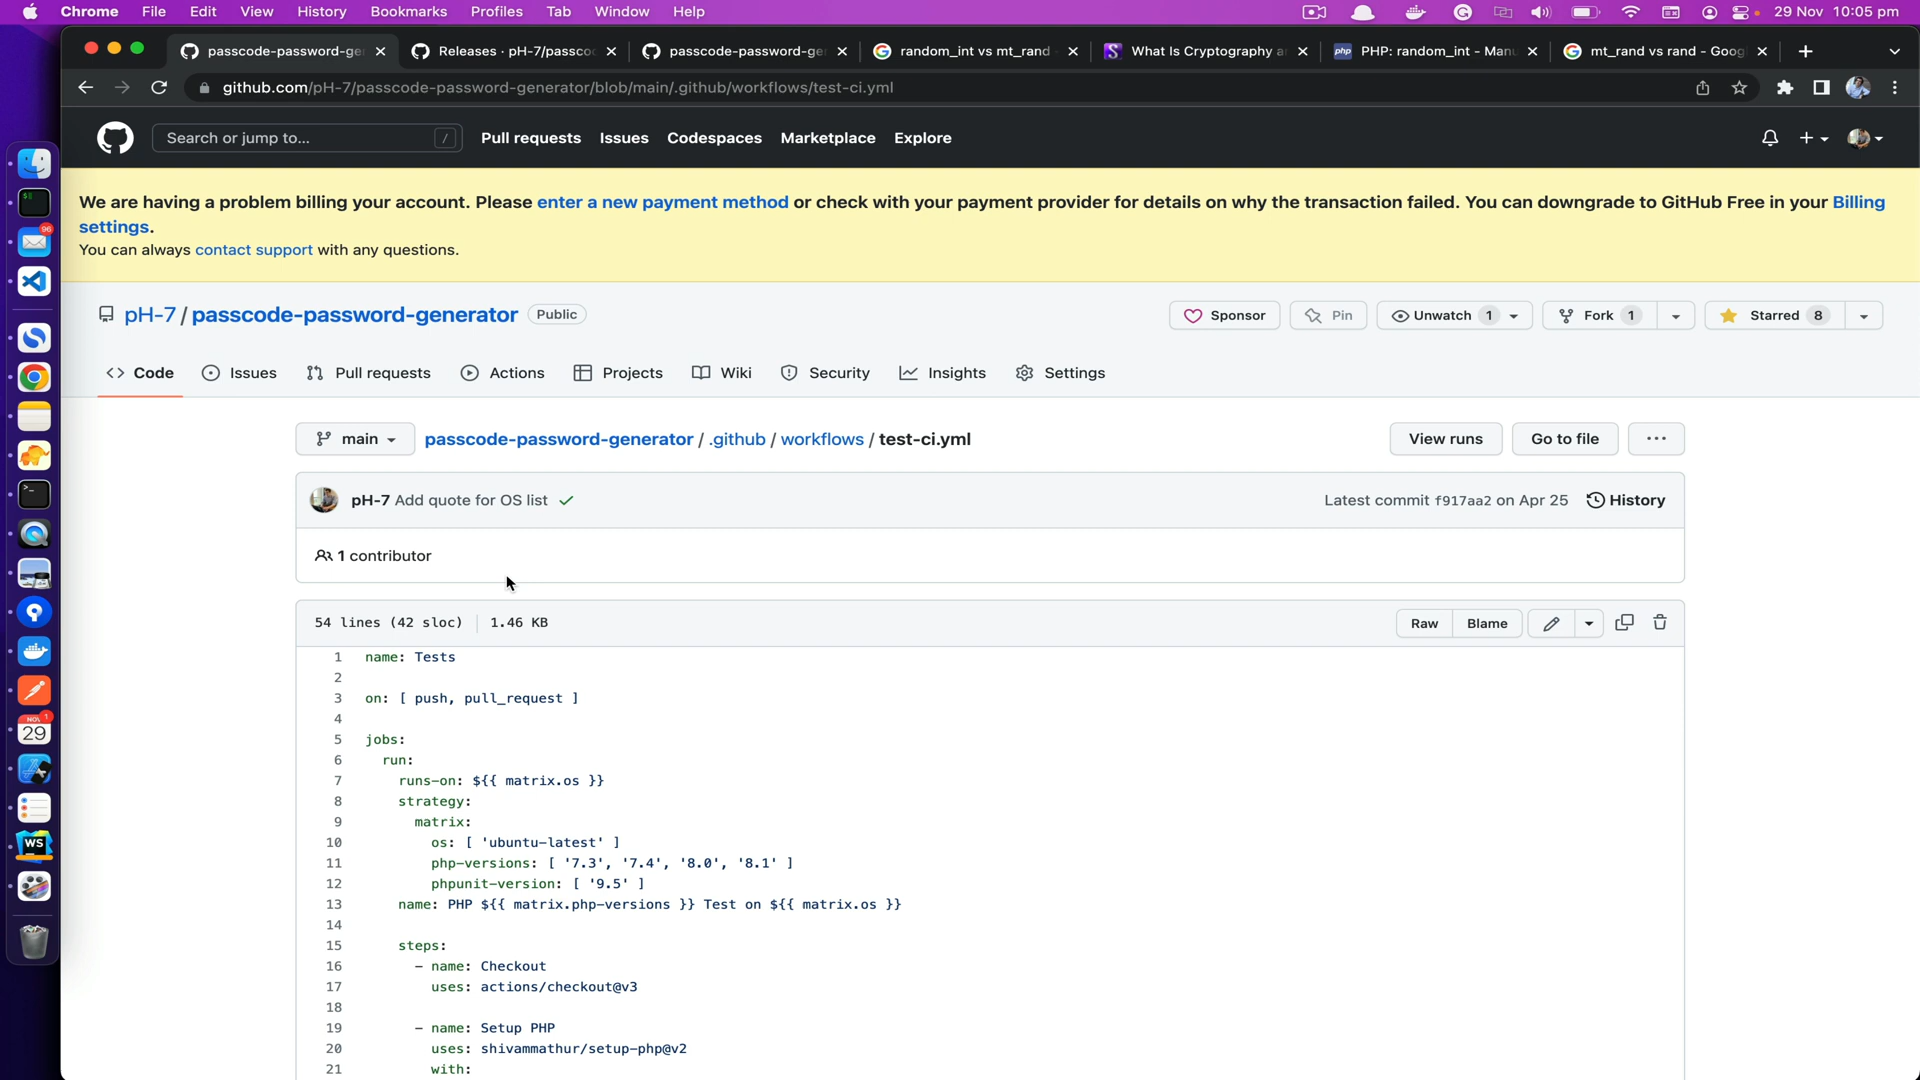 Chrome File Edit View History Bookmarks Profiles Tab Window Help 29 Nov 10:05 pm
passcode-password-ge Releases · pH-7/passco passcode-password-ge random_int vs mt_rand What Is Cryptography a PHP: random_int - Manu mt_rand vs rand - Goog
github.com/pH-7/passcode-password-generator/blob/main/.github/workflows/test-ci.yml
Search or jump to... / Pull requests Issues Codespaces Marketplace Explore
We are having a problem billing your account. Please enter a new payment method or check with your payment provider for details on why the transaction failed. You can downgrade to GitHub Free in your Billing
settings.
You can always contact support with any questions.
pH-7 / passcode-password-generator Public Sponsor Pin Unwatch 1 Fork 1 Starred 8
<> Code Issues Pull requests Actions Projects Wiki Security Insights Settings
main passcode-password-generator / .github / workflows / test-ci.yml View runs Go to file ...
pH-7 Add quote for OS list Latest commit f917aa2 on Apr 25 History
1 contributor
54 lines (42 sloc) 1.46 KB Raw Blame
1 name: Tests
2
3 on: [ push, pull_request ]
4
5 jobs:
6 run:
7 runs-on: ${{ matrix.os }}
8 strategy:
9 matrix:
10 os: [ 'ubuntu-latest' ]
11 php-versions: [ '7.3', '7.4', '8.0', '8.1' ]
12 phpunit-version: [ '9.5' ]
13 name: PHP ${{ matrix.php-versions }} Test on ${{ matrix.os }}
14
15 steps:
16 - name: Checkout
17 uses: actions/checkout@v3
18
19 - name: Setup PHP
20 uses: shivammathur/setup-php@v2
21 with:
96
NOV 1
29
WS